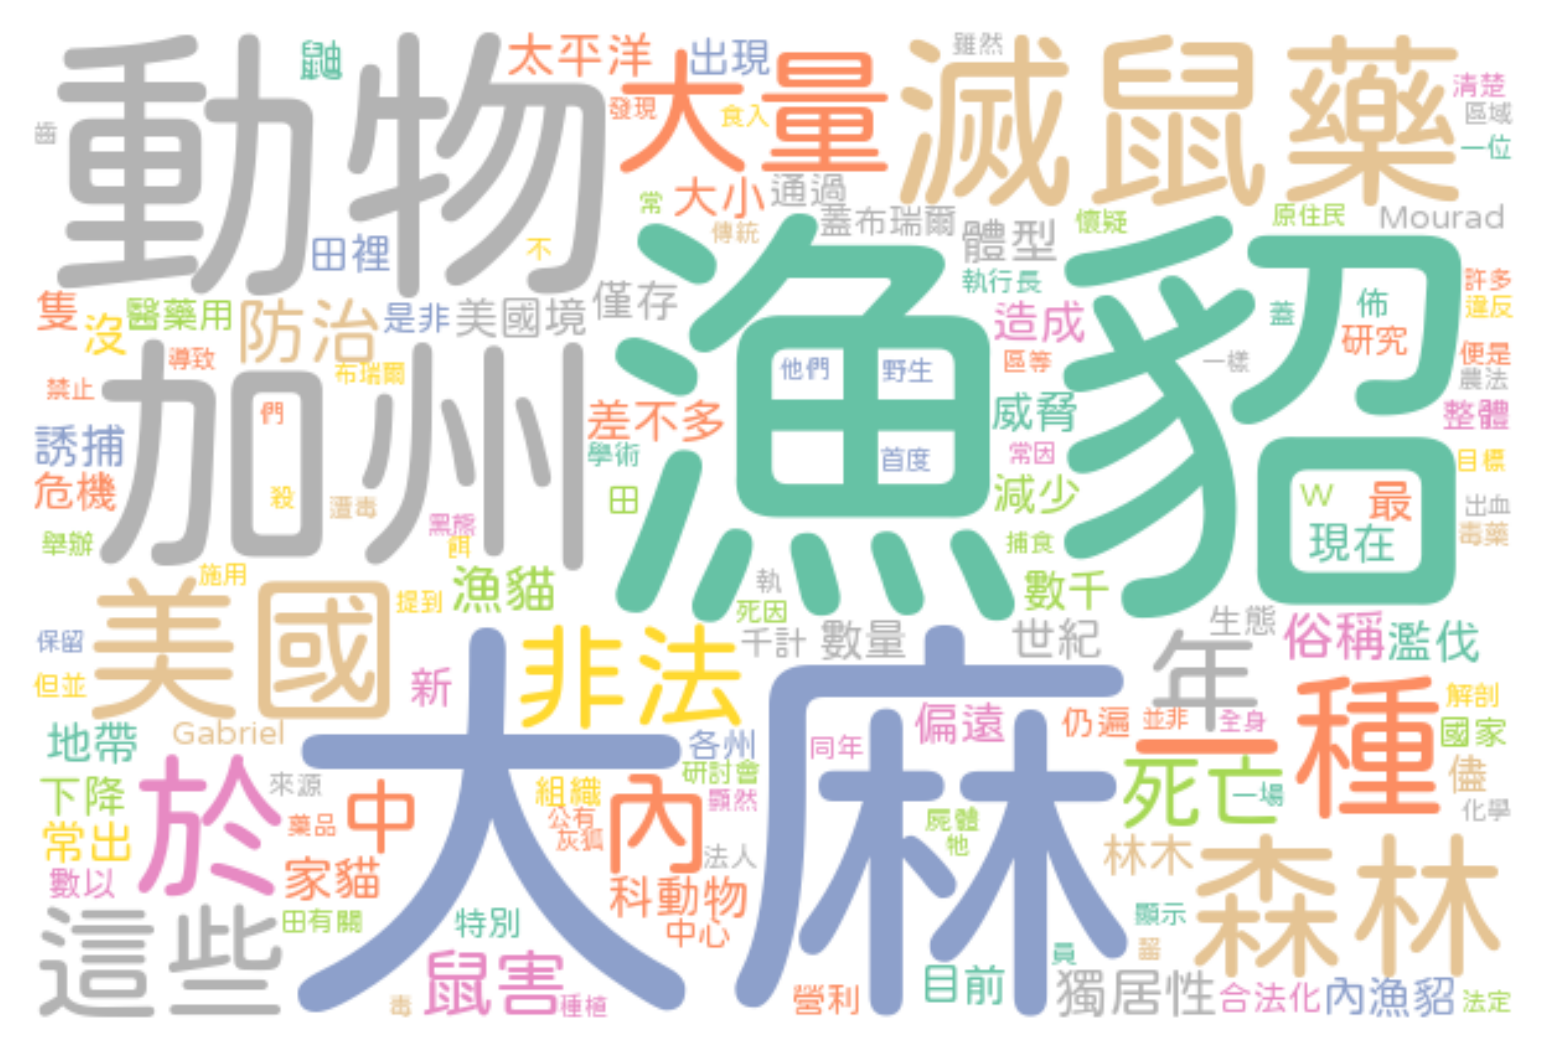 動物
鼬
太平洋
出現
大量
滅鼠藥
雖然
清楚
區域
一位
齒
發現
食入
常
大小
通過
傳統
蓋布瑞爾
體型
懷疑
原住民
Mourad
田裡
不
漁貂
執行長
許多
違反
隻
沒
醫藥用
防治
是非
美國境
僅存
造成
蓋
佈
研究
便是
農法
導致
布瑞爾
加州
禁止
們
差不多
他們
野生
區等
一樣
威脅
整體
誘捕
學術
首度
常因
目標
危機
殺
遭毒
田
減少
W
最
出血
毒藥
舉辦
黑熊
餌
捕食
現在
美國
施用
提到
漁貓
執
死因
數千
保留
但並
新
非法
千計
數量
世紀
年
生態
俗稱
濫伐
地帶
Gabriel
大麻
各州
同年
偏遠
仍遍
並非
全身
一
種
解剖
國家
下降
於
來源
中
組織
研討會
顯然
內
公有
灰狐
死亡
一場
儘
化學
常出
藥品
法人
屍體
牠
林木
森林
數以
家貓
科動物
中心
這些
田有關
特別
顯示
員
鼠害
毒
種植
營利
目前
獨居性
合法化
內漁貂
法定